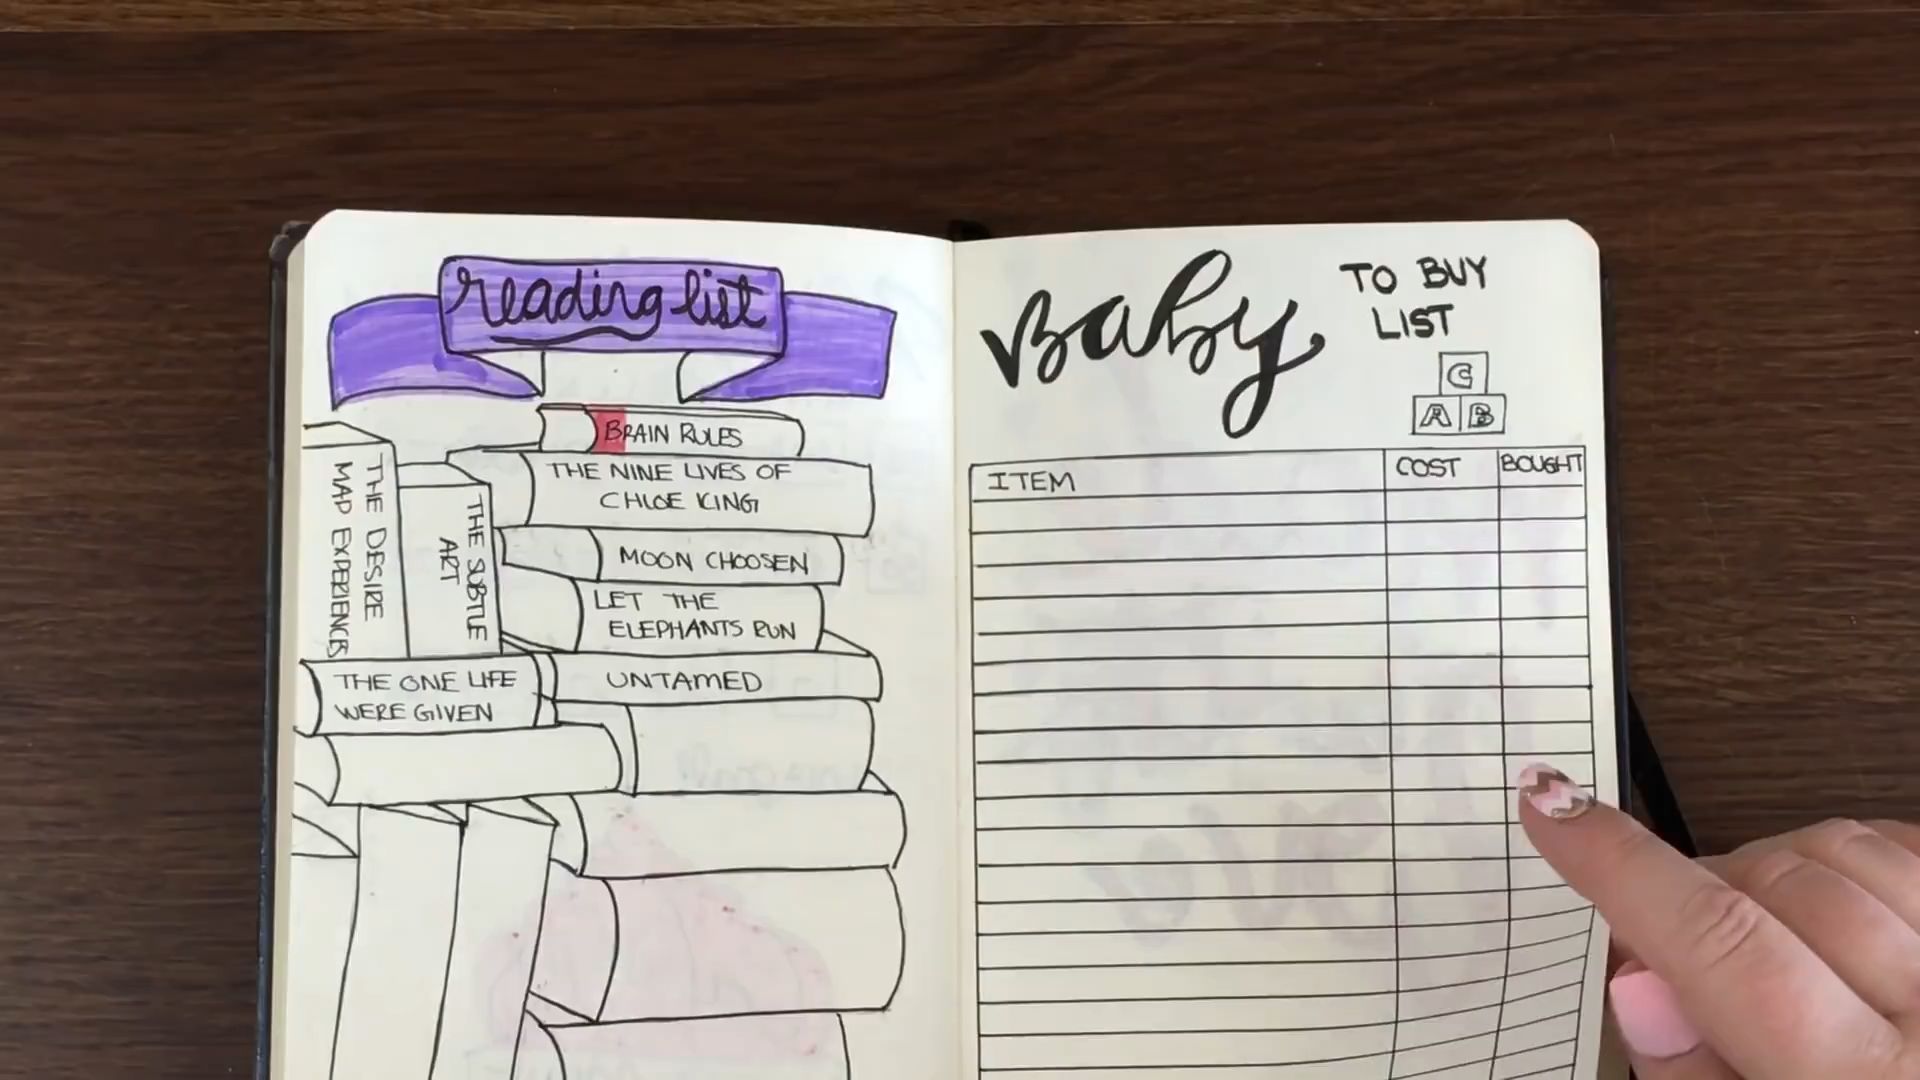 reading list
BRAIN RULES
THE NINE LIVES OF
CHLOE KING
MOON CHOOSEN
LET THE
ELEPHANTS RUN
UNTAMED
THE DESIRE
MAP EXPERIENCES
THE SUBTLE
ART
THE ONE LIFE
WERE GIVEN
Baby
TO BUY
LIST
C
A B
ITEM COST BOUGHT